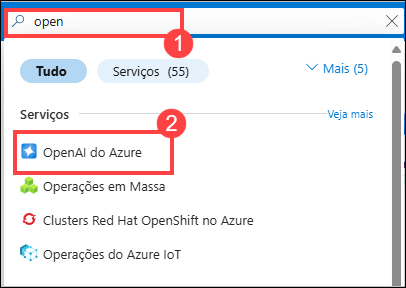 open
1
Tudo
Serviços (55)
Mais (5)
2
Serviços
Veja mais
OpenAI do Azure
Operações em Massa
Clusters Red Hat OpenShift no Azure
Operações do Azure IoT